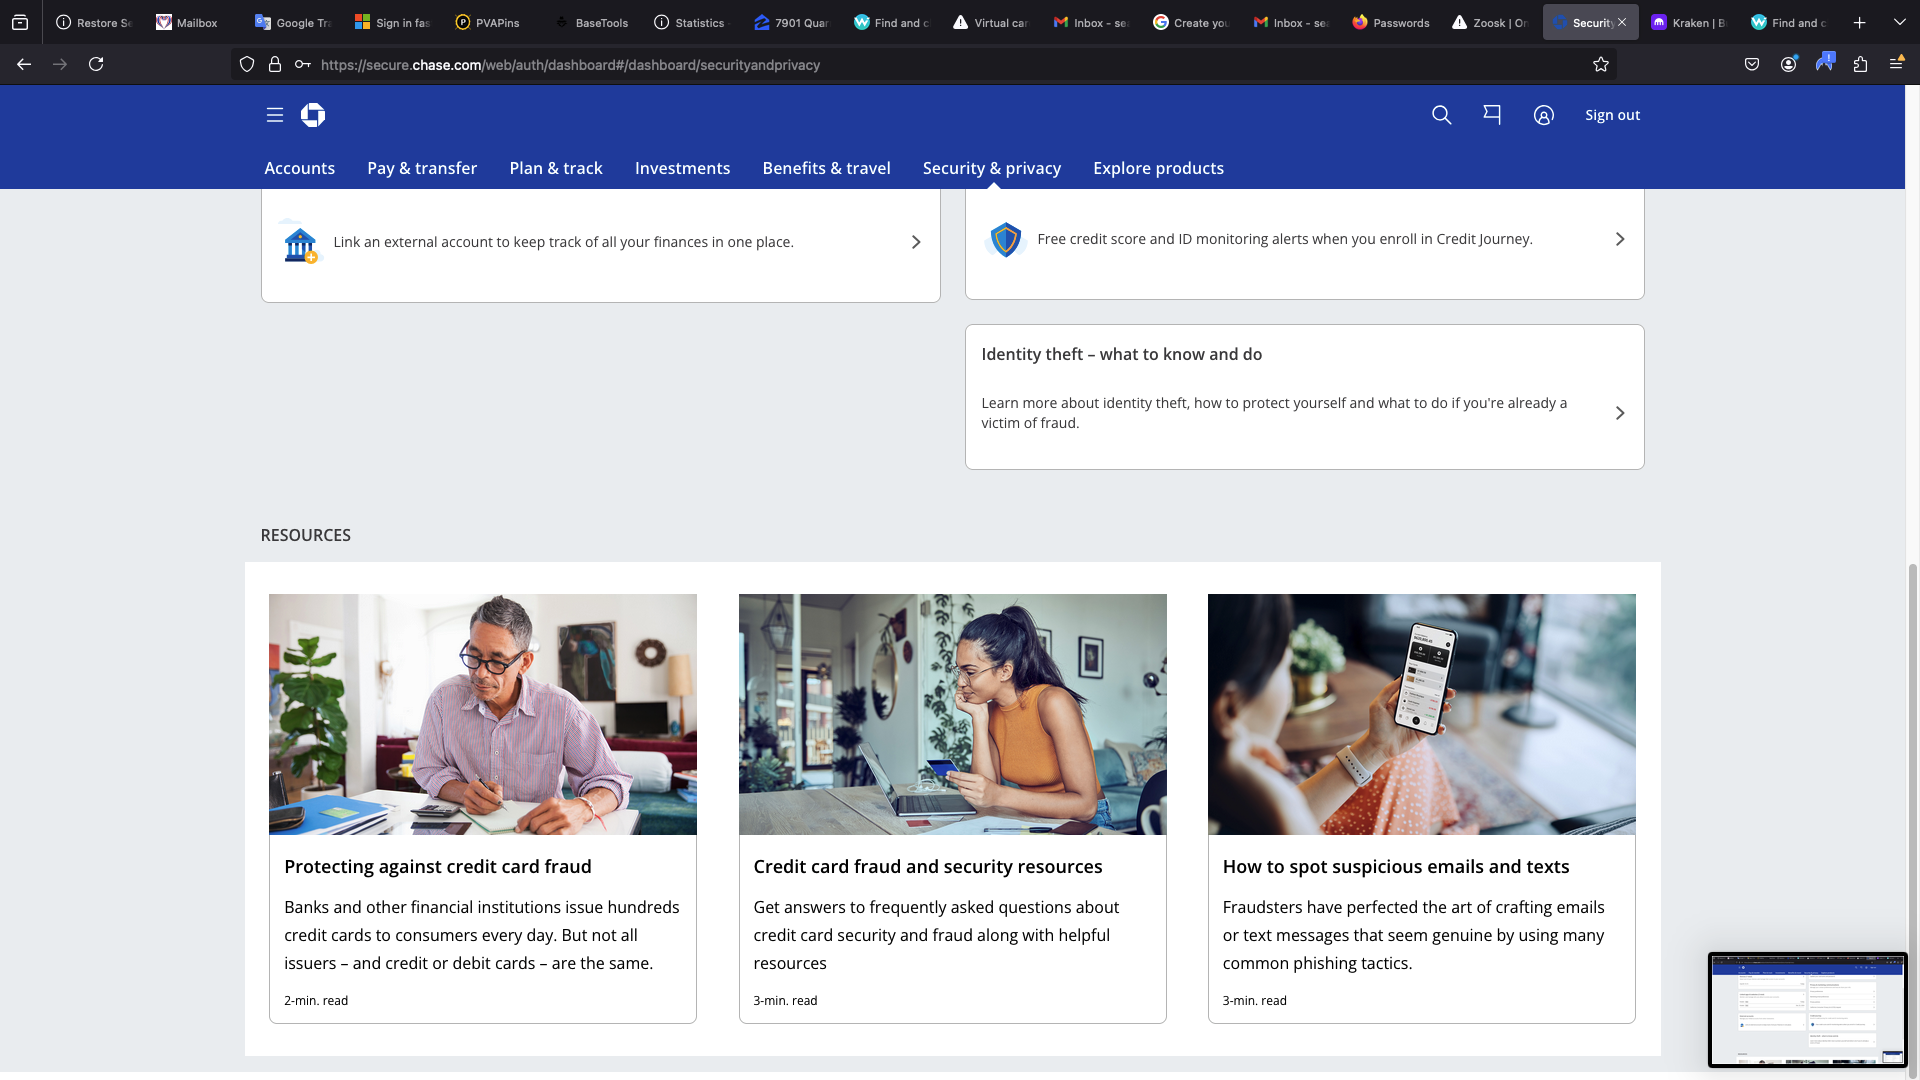 Restore Se
Mailbox
Google Tra
Sign in fas
PVAPins
BaseTools
Statistics
7901 Quar
Find and c
Virtual car
Inbox - sea
Create you
Inbox - sea
Passwords
Zoosk | On
Security
Kraken | B
Find and c
https://secure.chase.com/web/auth/dashboard#/dashboard/securityandprivacy
Sign out
Accounts
Pay & transfer
Plan & track
Investments
Benefits & travel
Security & privacy
Explore products
Link an external account to keep track of all your finances in one place.
Free credit score and ID monitoring alerts when you enroll in Credit Journey.
Identity theft – what to know and do
Learn more about identity theft, how to protect yourself and what to do if you're already a
victim of fraud.
RESOURCES
Protecting against credit card fraud
Banks and other financial institutions issue hundreds
credit cards to consumers every day. But not all
issuers – and credit or debit cards – are the same.
2-min. read
Credit card fraud and security resources
Get answers to frequently asked questions about
credit card security and fraud along with helpful
resources
3-min. read
How to spot suspicious emails and texts
Fraudsters have perfected the art of crafting emails
or text messages that seem genuine by using many
common phishing tactics.
3-min. read